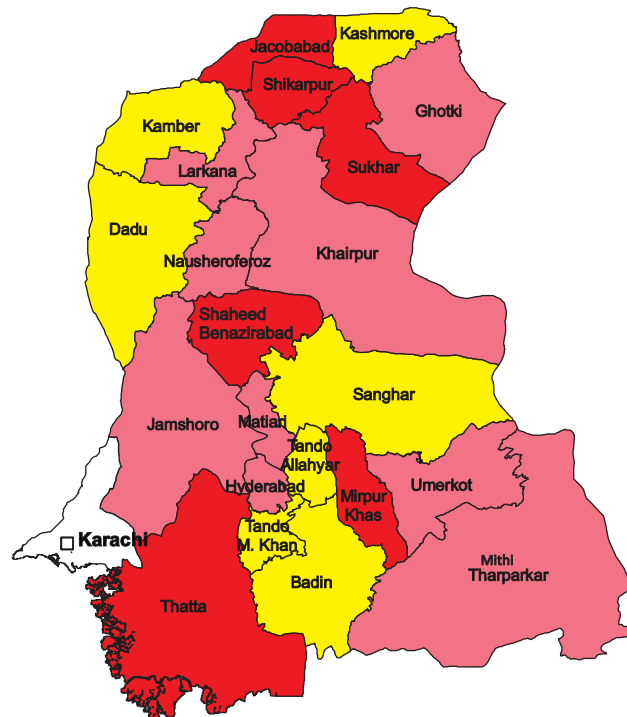 Kashmore
Jacobabad
Shikarpur
Ghotki
Kamber
Sukhar
Larkana
Dadu
Khairpur
Nausheroferoz
Shaheed
Benazirabad
Sanghar
Jamshoro
Matiari
Tando
Allahyar
Hyderabad
Mirpur
Khas
Umerkot
Tando
M. Khan
Karachi
Mithi
Tharparkar
Badin
Thatta